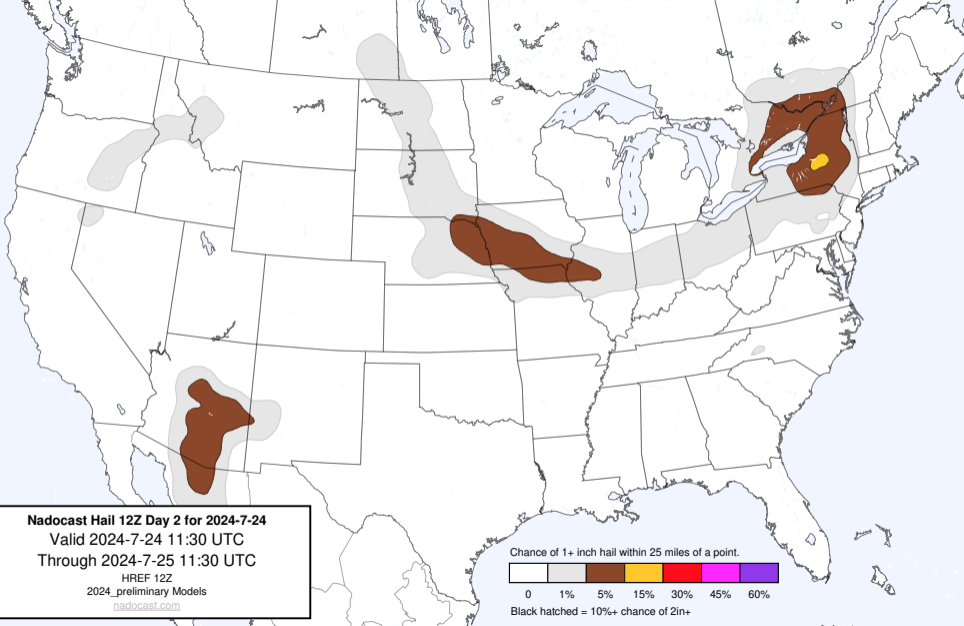 Nadocast Hail 12Z Day 2 for 2024-7-24
Valid 2024-7-24 11:30 UTC
Through 2024-7-25 11:30 UTC
HREF 12Z
2024_preliminary Models
nadocast.com
Chance of 1+ inch hail within 25 miles of a point.
0 1% 5% 15% 30% 45% 60%
Black hatched = 10%+ chance of 2in+